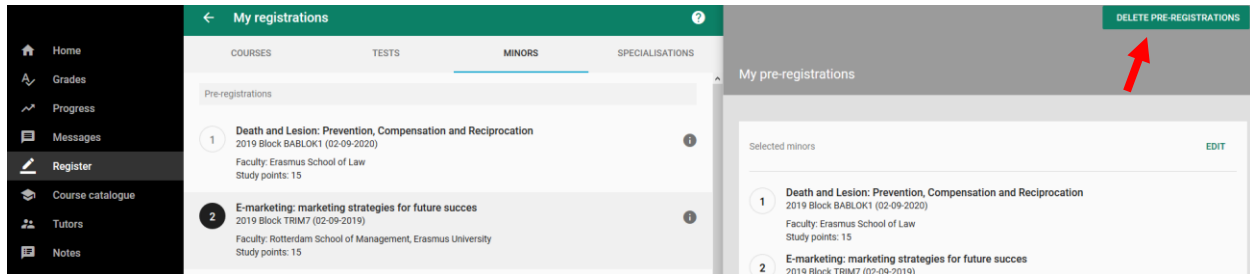 Home
Grades
Progress
Messages
Register
Course catalogue
Tutors
Notes
My registrations
?
COURSES TESTS MINORS SPECIALISATIONS
Pre-registrations
1
Death and Lesion: Prevention, Compensation and Reciprocation
2019 Block BABLOK1 (02-09-2020)
Faculty: Erasmus School of Law
Study points: 15
2
E-marketing: marketing strategies for future succes
2019 Block TRIM7 (02-09-2019)
Faculty: Rotterdam School of Management, Erasmus University
Study points: 15
DELETE PRE-REGISTRATIONS
My pre-registrations
Selected minors EDIT
1
Death and Lesion: Prevention, Compensation and Reciprocation
2019 Block BABLOK1 (02-09-2020)
Faculty: Erasmus School of Law
Study points: 15
2
E-marketing: marketing strategies for future succes
2019 Block TRIM7 (02-09-2019)